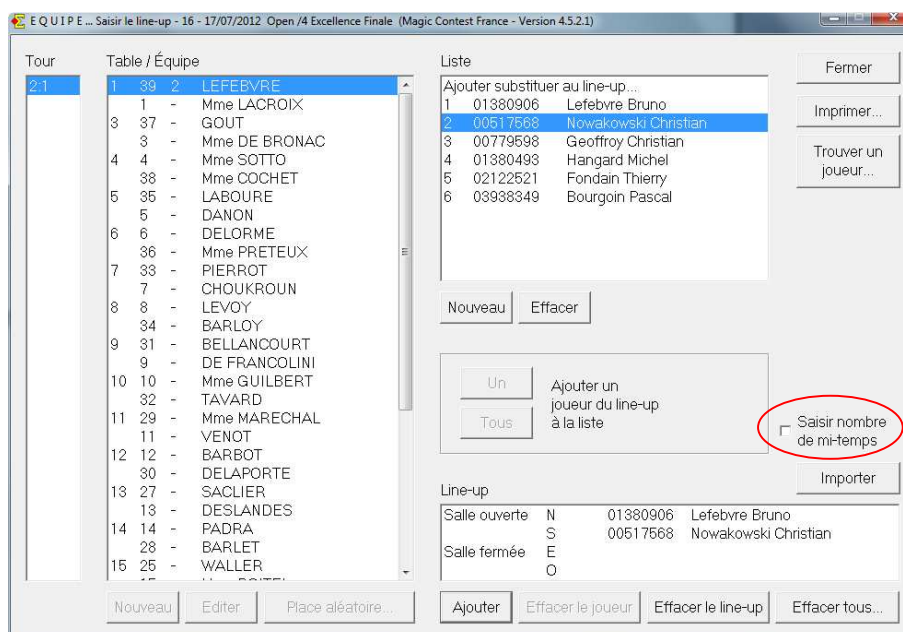 E Q U I P E ... Saisir le line-up - 16 - 17/07/2012 Open /4 Excellence Finale (Magic Contest France - Version 4.5.2.1)
Tour
2:1
Table / Équipe
1 39 2 LEFEBVRE
1 - Mme LACROIX
3 37 - GOUT
3 - Mme DE BRONAC
4 4 - Mme SOTTO
38 - Mme COCHET
5 35 - LABOURE
5 - DANON
6 6 - DELORME
36 - Mme PRETEUX
7 33 - PIERROT
7 - CHOUKROUN
8 8 - LEVOY
34 - BARLOY
9 31 - BELLANCOURT
9 - DE FRANCOLINI
10 10 - Mme GUILBERT
32 - TAVARD
11 29 - Mme MARECHAL
11 - VENOT
12 12 - BARBOT
30 - DELAPORTE
13 27 - SACLIER
13 - DESLANDES
14 14 - PADRA
28 - BARLET
15 25 - WALLER
Nouveau
Editer
Place aléatoire...
Liste
Ajouter substituer au line-up...
1 01380906 Lefebvre Bruno
2 00517568 Nowakowski Christian
3 00779598 Geoffroy Christian
4 01380493 Hangard Michel
5 02122521 Fondain Thierry
6 03938349 Bourgoin Pascal
Nouveau
Effacer
Un
Tous
Ajouter un
joueur du line-up
à la liste
Fermer
Imprimer...
Trouver un
joueur...
Saisir nombre
de mi-temps
Importer
Line-up
Salle ouverte N 01380906 Lefebvre Bruno
S 00517568 Nowakowski Christian
Salle fermée E
O
Ajouter
Effacer le joueur
Effacer le line-up
Effacer tous...